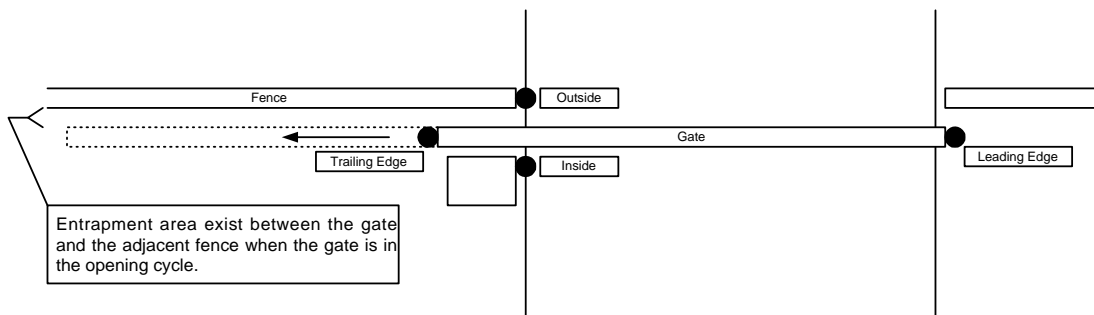 Fence
Outside
Gate
Trailing Edge
Inside
Leading Edge
Entrapment area exist between the gate
and the adjacent fence when the gate is in
the opening cycle.